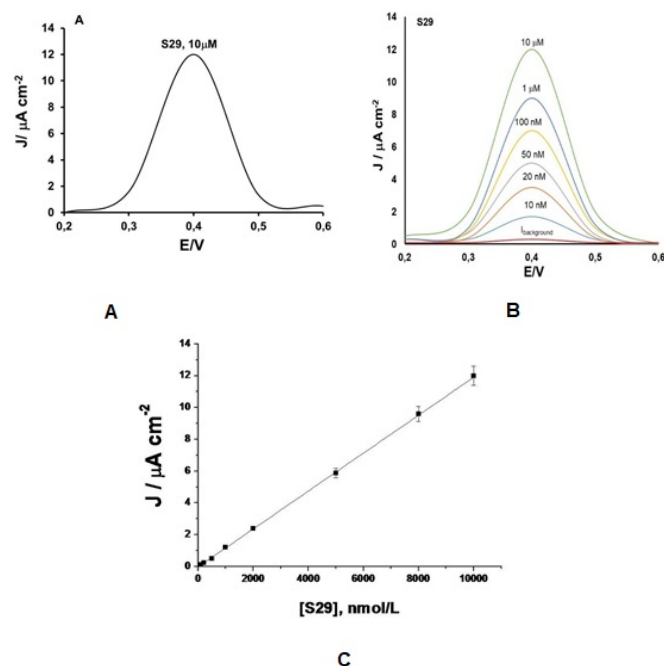 A
S29, 10µM
J/ µA cm-2
14
12
10
8
6
4
2
0
0,2 0,3 0,4 0,5 0,6
E/V
A
S29
J / µA cm-2
14
12
10
8
6
4
2
0
10 µM
1 µM
100 nM
50 nM
20 nM
10 nM
Ibackground
0,2 0,3 0,4 0,5 0,6
E/V
B
J / µA cm-2
14
12
10
8
6
4
2
0
0 2000 4000 6000 8000 10000
[S29], nmol/L
C